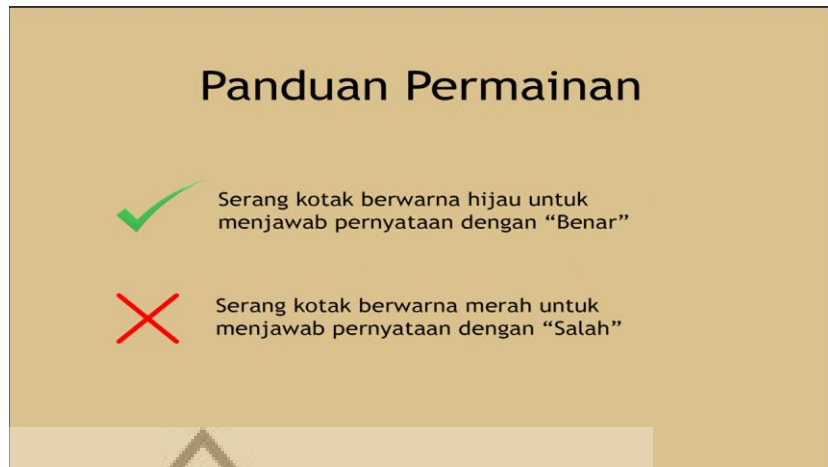 Panduan Permainan
Serang kotak berwarna hijau untuk
menjawab pernyataan dengan “Benar”
Serang kotak berwarna merah untuk
menjawab pernyataan dengan “Salah”